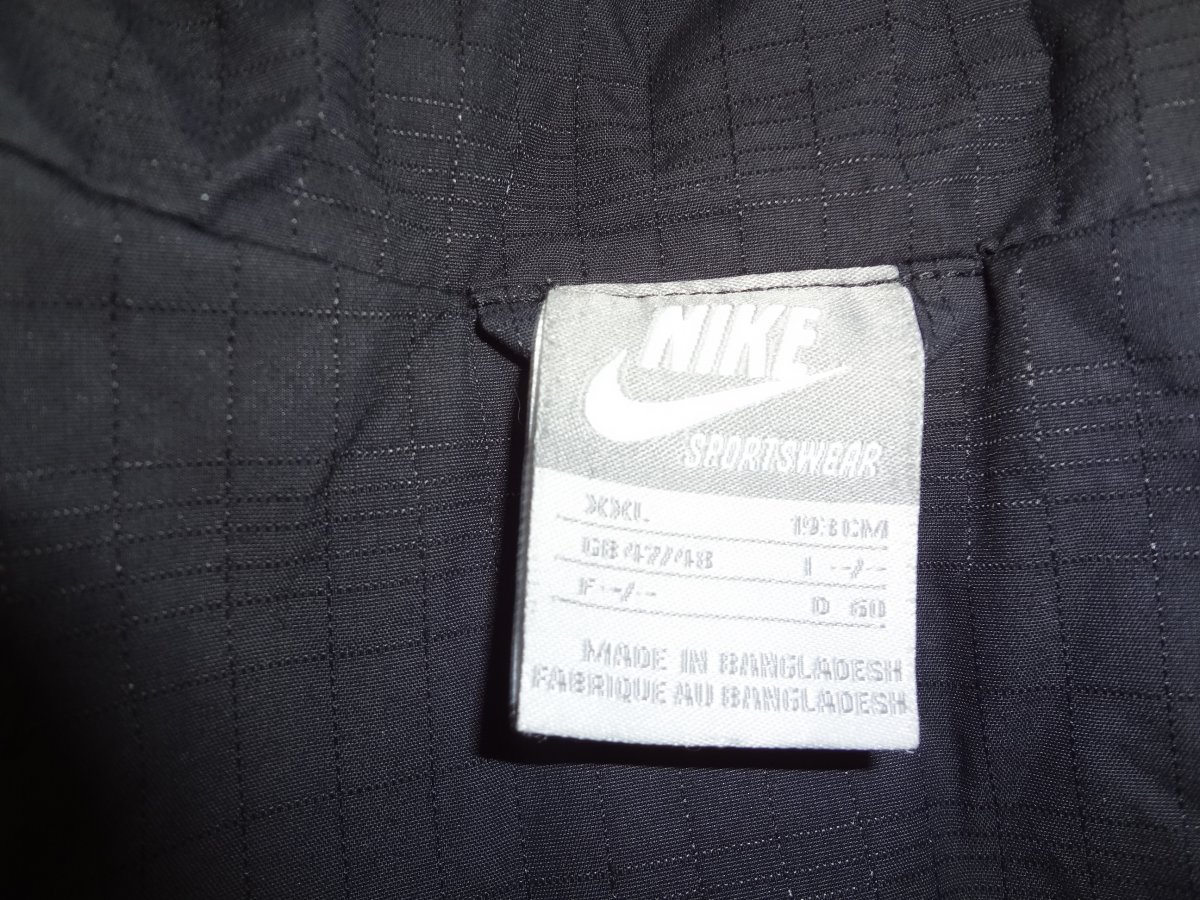 NIKE
SPORTSWEAR
XXL 193CM
GB 47/48 I --/--
F --/-- D 60
MADE IN BANGLADESH
FABRIQUE AU BANGLADESH